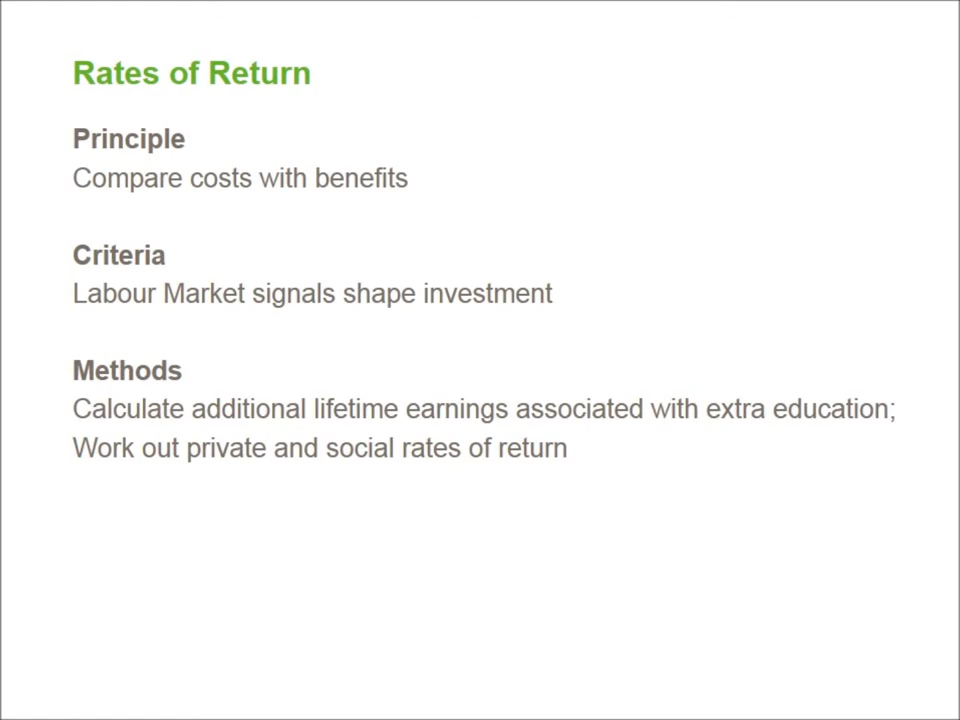 Rates of Return
Principle
Compare costs with benefits
Criteria
Labour Market signals shape investment
Methods
Calculate additional lifetime earnings associated with extra education;
Work out private and social rates of return